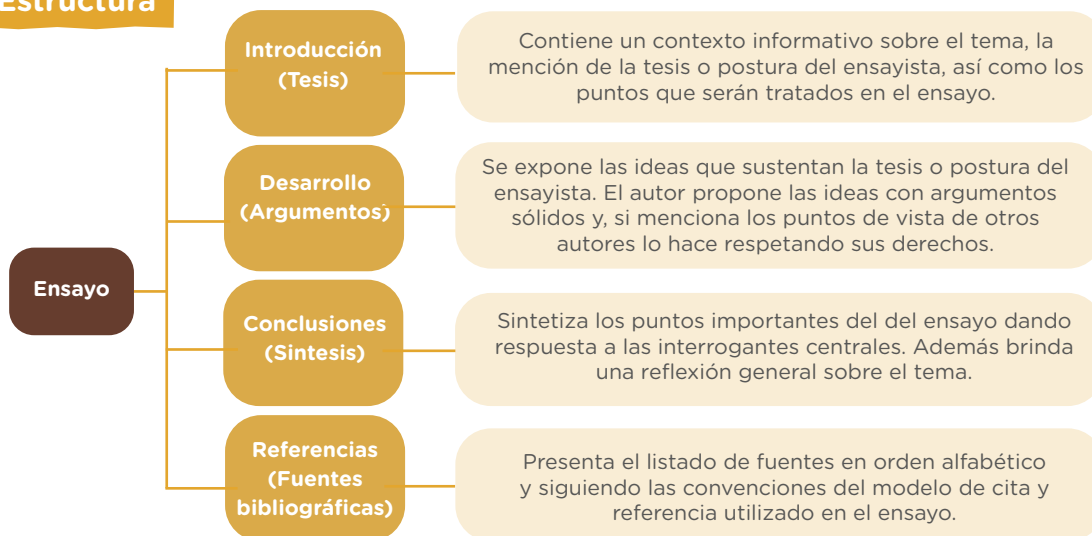 Estructura
Introducción
(Tesis)
Contiene un contexto informativo sobre el tema, la
mención de la tesis o postura del ensayista, así como los
puntos que serán tratados en el ensayo.
Desarrollo
(Argumentos)
Se expone las ideas que sustentan la tesis o postura del
ensayista. El autor propone las ideas con argumentos
sólidos y, si menciona los puntos de vista de otros
autores lo hace respetando sus derechos.
Ensayo
Conclusiones
(Sintesis)
Sintetiza los puntos importantes del del ensayo dando
respuesta a las interrogantes centrales. Además brinda
una reflexión general sobre el tema.
Referencias
(Fuentes
bibliográficas)
Presenta el listado de fuentes en orden alfabético
y siguiendo las convenciones del modelo de cita y
referencia utilizado en el ensayo.